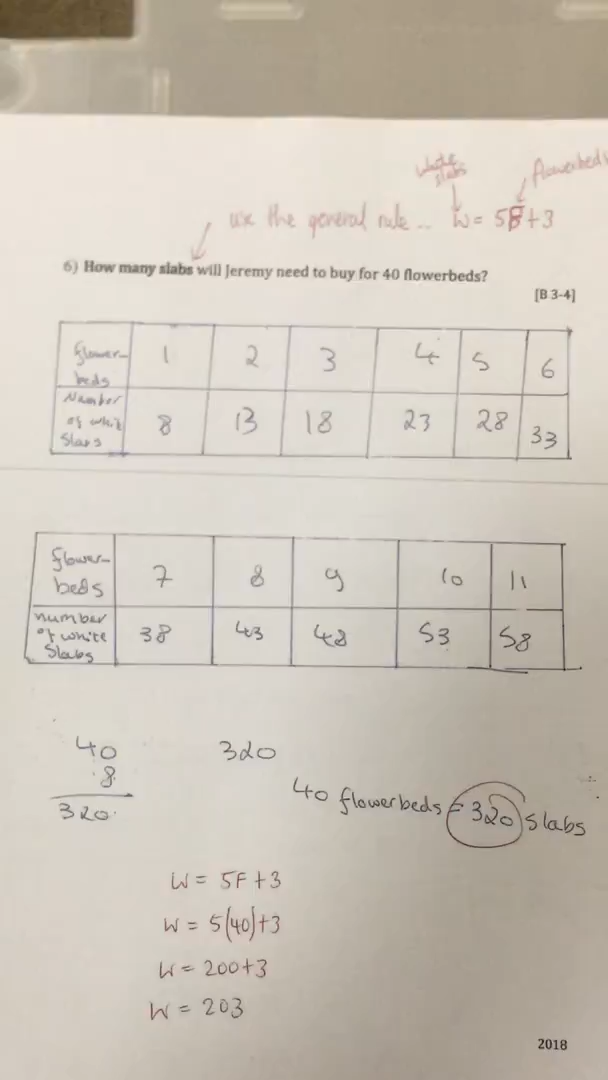 white
slabs
flowerbeds
use the general rule... W = 5F+3
6) How many slabs will Jeremy need to buy for 40 flowerbeds?
[B 3-4]
flower-beds 1 2 3 4 5 6
Number of whit Slabs 8 13 18 23 28 33
flower-beds 7 8 9 10 11
number of white Slabs 38 43 48 53 58
40
8
320
320
40 flowerbeds = 320 slabs
W = 5F+3
W = 5(40)+3
W = 200+3
W = 203
2018